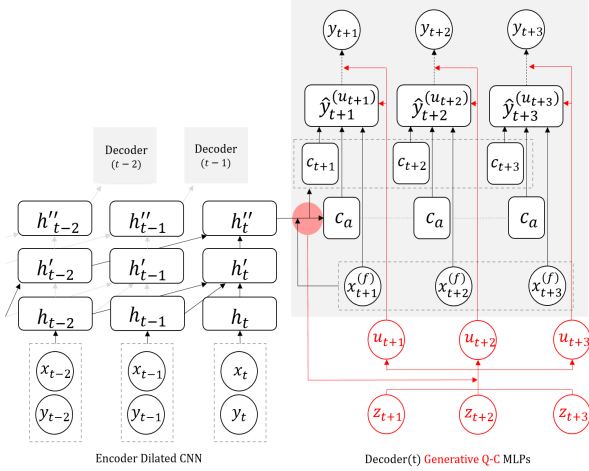 y_{t+1} y_{t+2} y_{t+3}
ŷ_{t+1}^{(u_{t+1})} ŷ_{t+2}^{(u_{t+2})} ŷ_{t+3}^{(u_{t+3})}
Decoder
(t−2)
Decoder
(t−1)
c_{t+1} c_{t+2} c_{t+3}
h''_{t−2} h''_{t−1} h''_t c_a c_a c_a
h'_{t−2} h'_{t−1} h'_t x_{t+1}^{(f)} x_{t+2}^{(f)} x_{t+3}^{(f)}
h_{t−2} h_{t−1} h_t
u_{t+1} u_{t+2} u_{t+3}
x_{t−2} x_{t−1} x_t
y_{t−2} y_{t−1} y_t z_{t+1} z_{t+2} z_{t+3}
Encoder Dilated CNN
Decoder(t) Generative Q-C MLPs